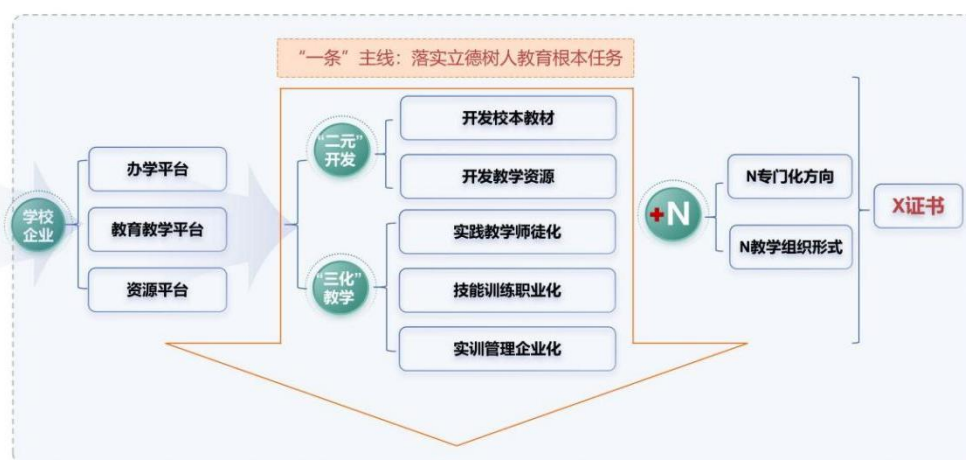 “一条”主线：落实立德树人教育根本任务
学校
企业
办学平台
教育教学平台
资源平台
“二元”
开发
开发校本教材
开发教学资源
“三化”
教学
实践教学师徒化
技能训练职业化
实训管理企业化
+N
N专门化方向
N教学组织形式
X证书